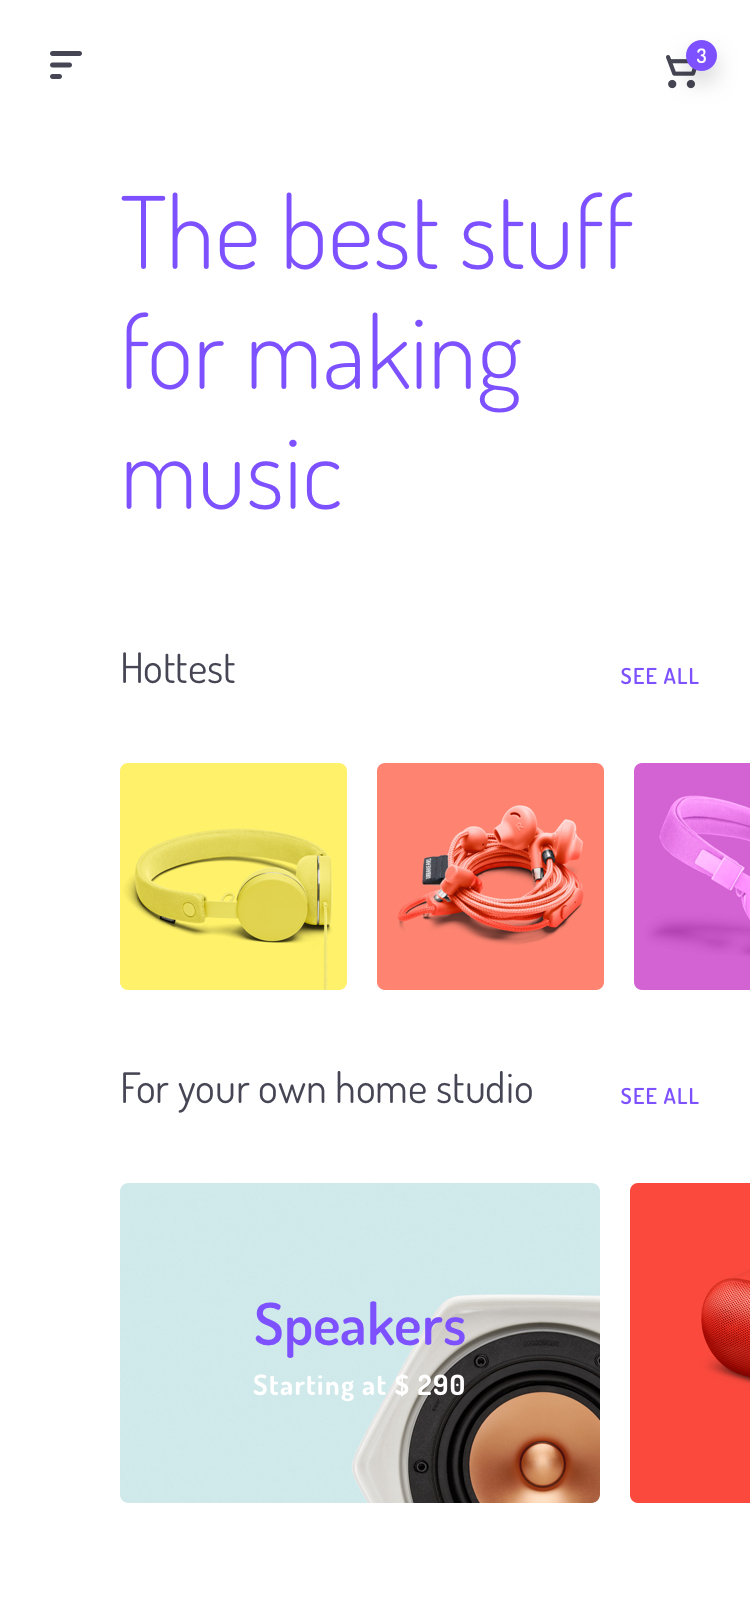 3
The best stuff
for making
music
Hottest
SEE ALL
For your own home studio
SEE ALL
Speakers
Starting at $ 290